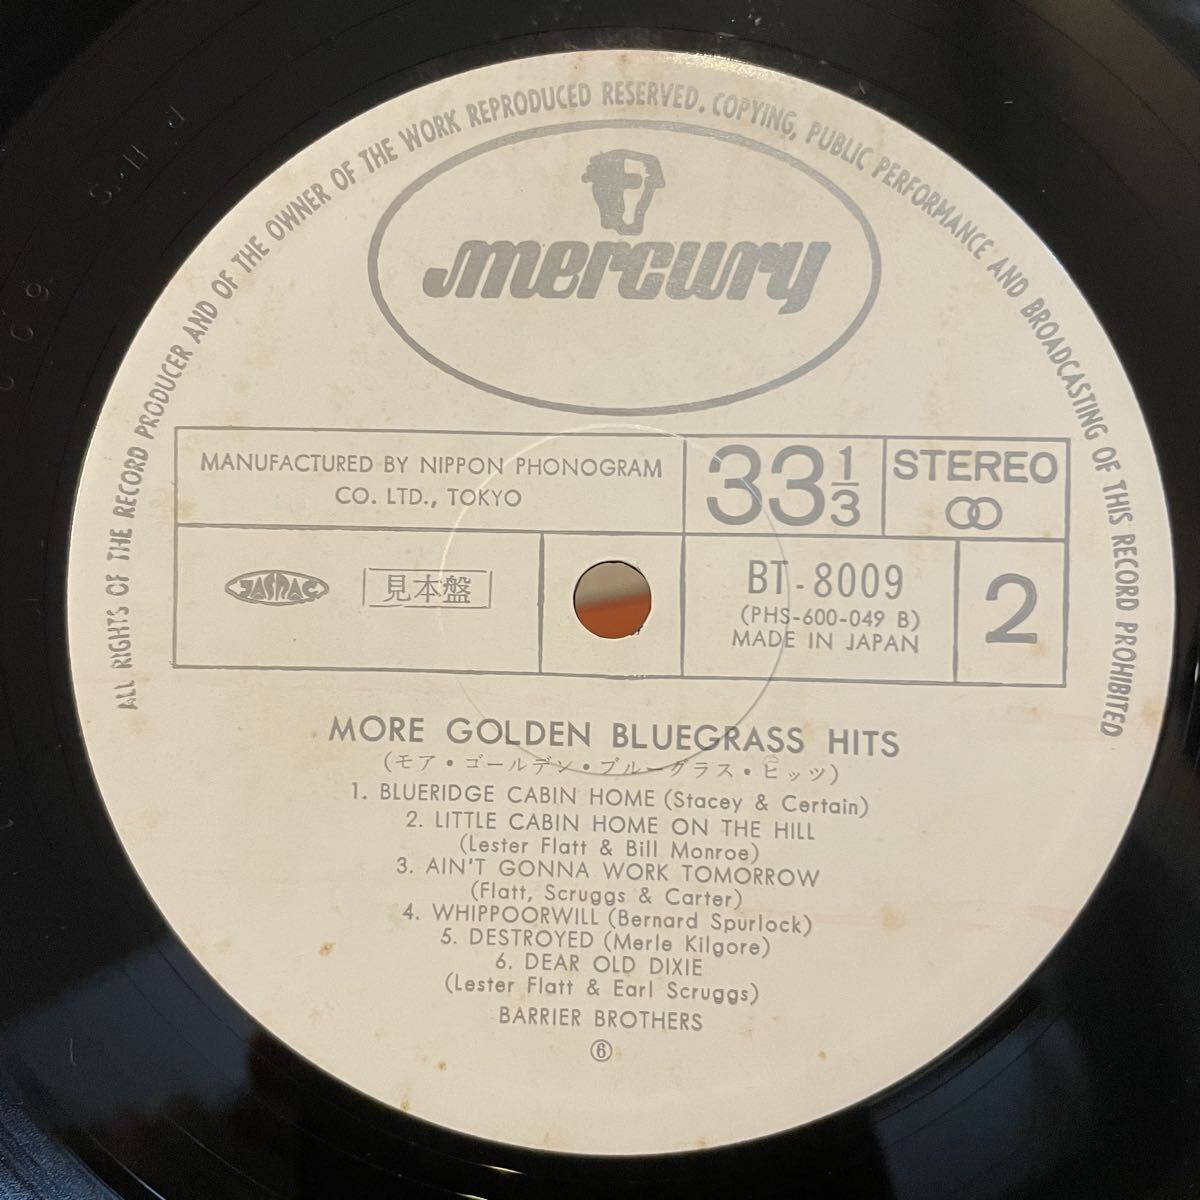 ALL RIGHTS OF THE RECORD PRODUCER AND OF THE OWNER OF THE WORK REPRODUCED RESERVED. COPYING, PUBLIC PERFORMANCE AND BROADCASTING OF THIS RECORD PROHIBITED
mercury
MANUFACTURED BY NIPPON PHONOGRAM
CO. LTD., TOKYO
33 1/3
STEREO
JASRAC
見本盤
BT-8009
(PHS-600-049 B)
MADE IN JAPAN
2
MORE GOLDEN BLUEGRASS HITS
(モア・ゴールデン・ブルーグラス・ヒッツ)
1. BLUERIDGE CABIN HOME (Stacey & Certain)
2. LITTLE CABIN HOME ON THE HILL
(Lester Flatt & Bill Monroe)
3. AIN'T GONNA WORK TOMORROW
(Flatt, Scruggs & Carter)
4. WHIPPOORWILL (Bernard Spurlock)
5. DESTROYED (Merle Kilgore)
6. DEAR OLD DIXIE
(Lester Flatt & Earl Scruggs)
BARRIER BROTHERS
⑥